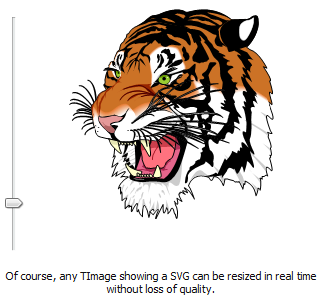 Of course, any TImage showing a SVG can be resized in real time
without loss of quality.